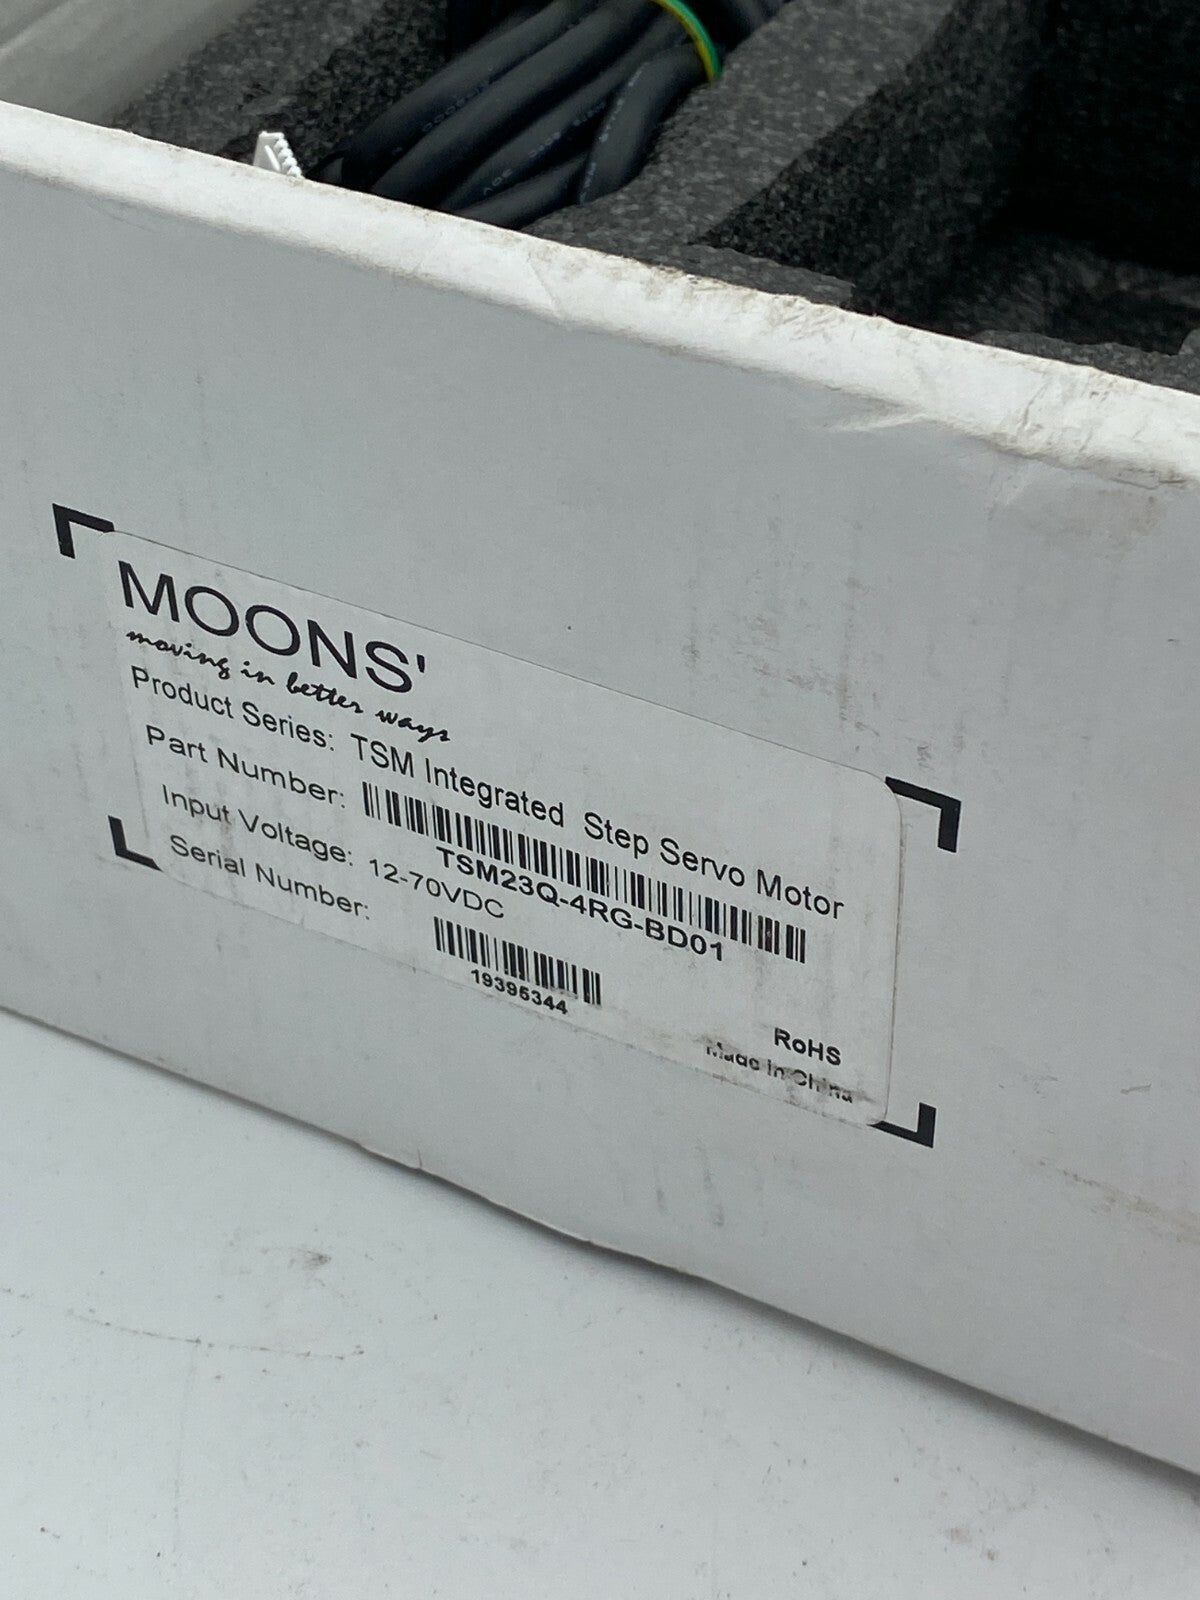 MOONS'
moving in better ways
Product Series: TSM Integrated Step Servo Motor
Part Number:
TSM23Q-4RG-BD01
Input Voltage: 12-70VDC
Serial Number:
19395344
RoHS
Made in China